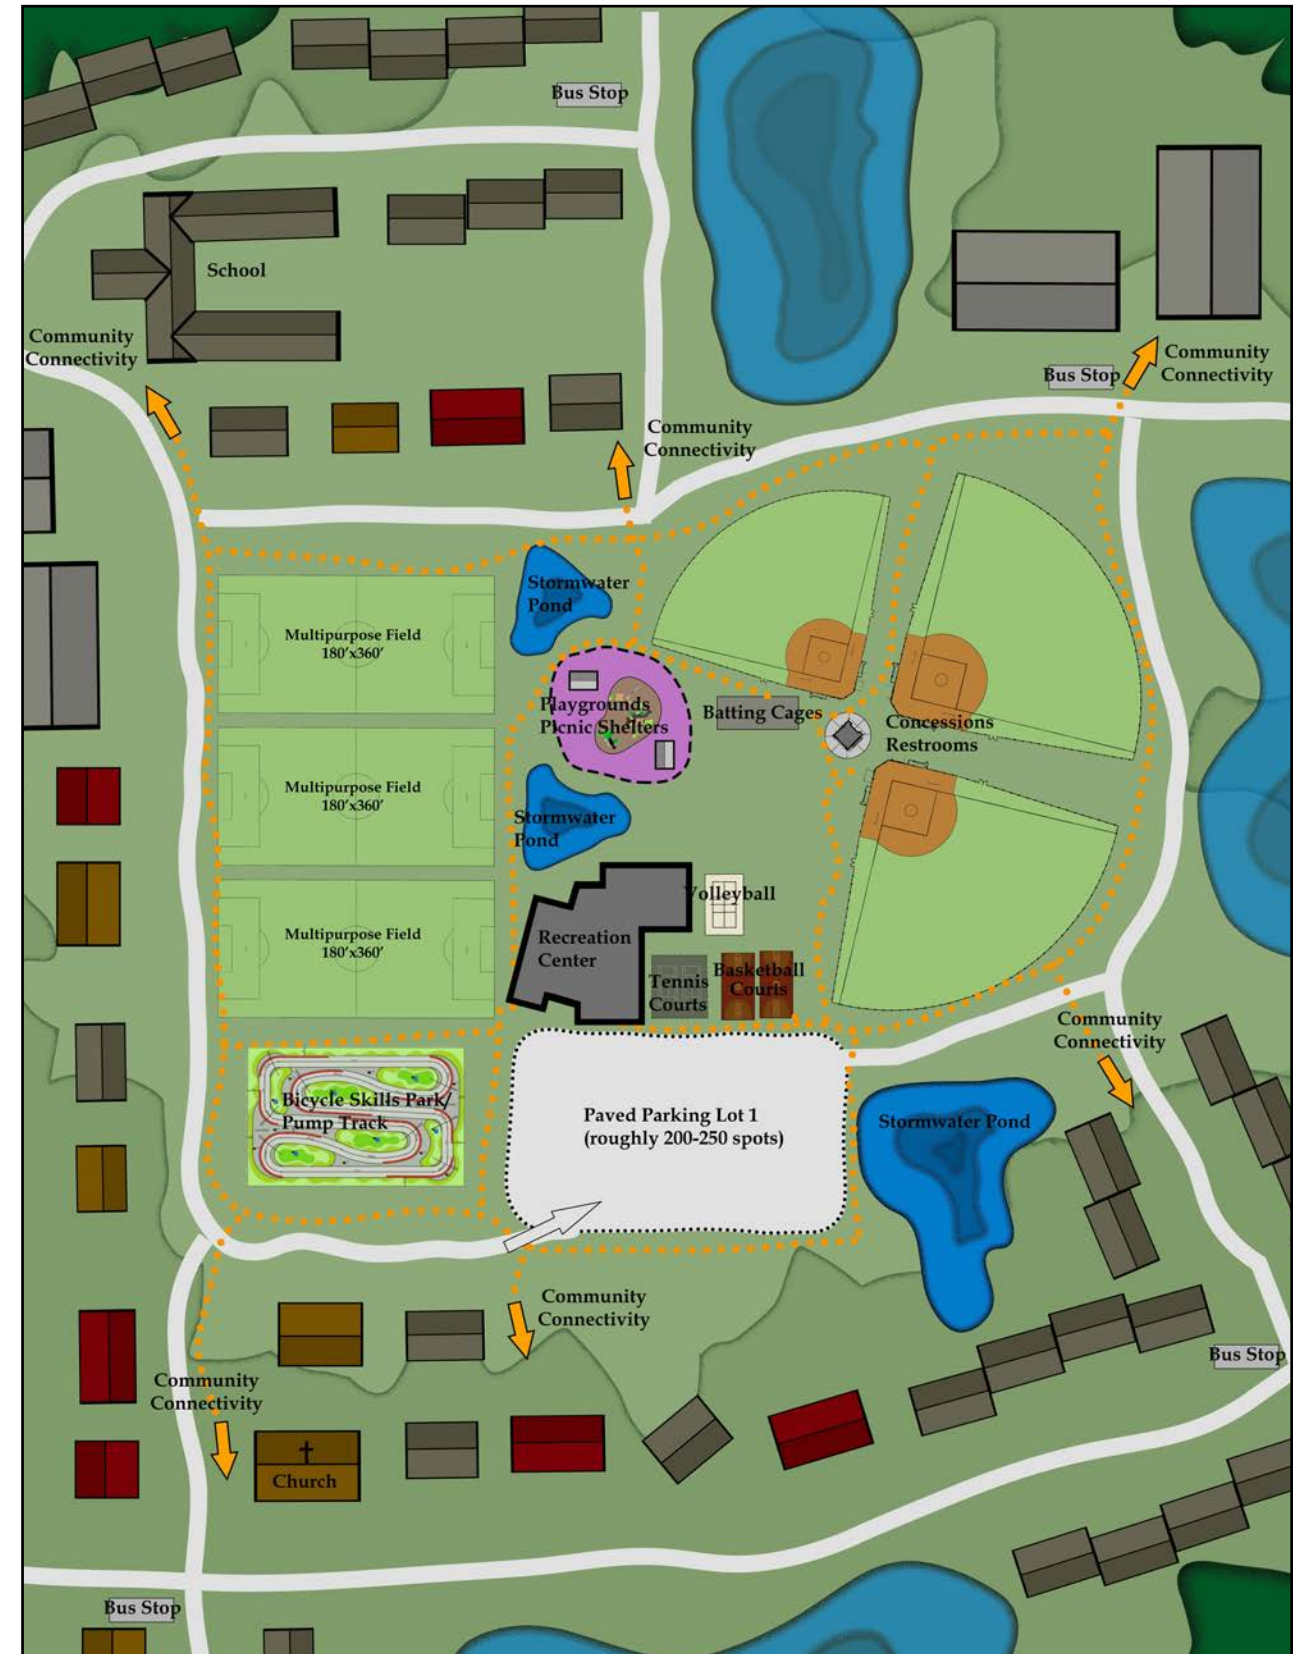 Bus Stop
School
Community
Connectivity
Community
Connectivity
Bus Stop
Community
Connectivity
Stormwater
Pond
Multipurpose Field
180'x360'
Playgrounds
Picnic Shelters
Batting Cages
Concessions
Restrooms
Multipurpose Field
180'x360'
Stormwater
Pond
Volleyball
Multipurpose Field
180'x360'
Recreation
Center
Tennis
Courts
Basketball
Courts
Community
Connectivity
Bicycle Skills Park/
Pump Track
Paved Parking Lot 1
(roughly 200-250 spots)
Stormwater Pond
Community
Connectivity
Bus Stop
Community
Connectivity
Church
Bus Stop